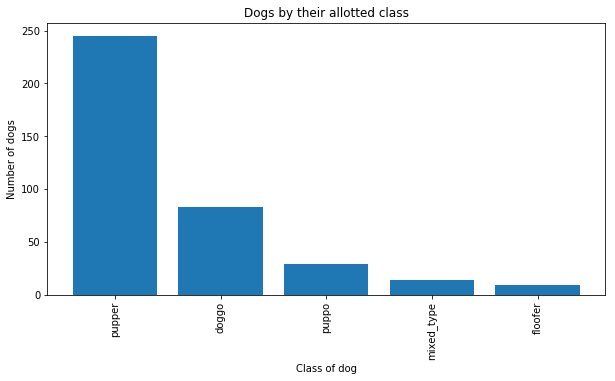 Dogs by their allotted class
Number of dogs
250
200
150
100
50
0
pupper
doggo
puppo
mixed_type
floofer
Class of dog